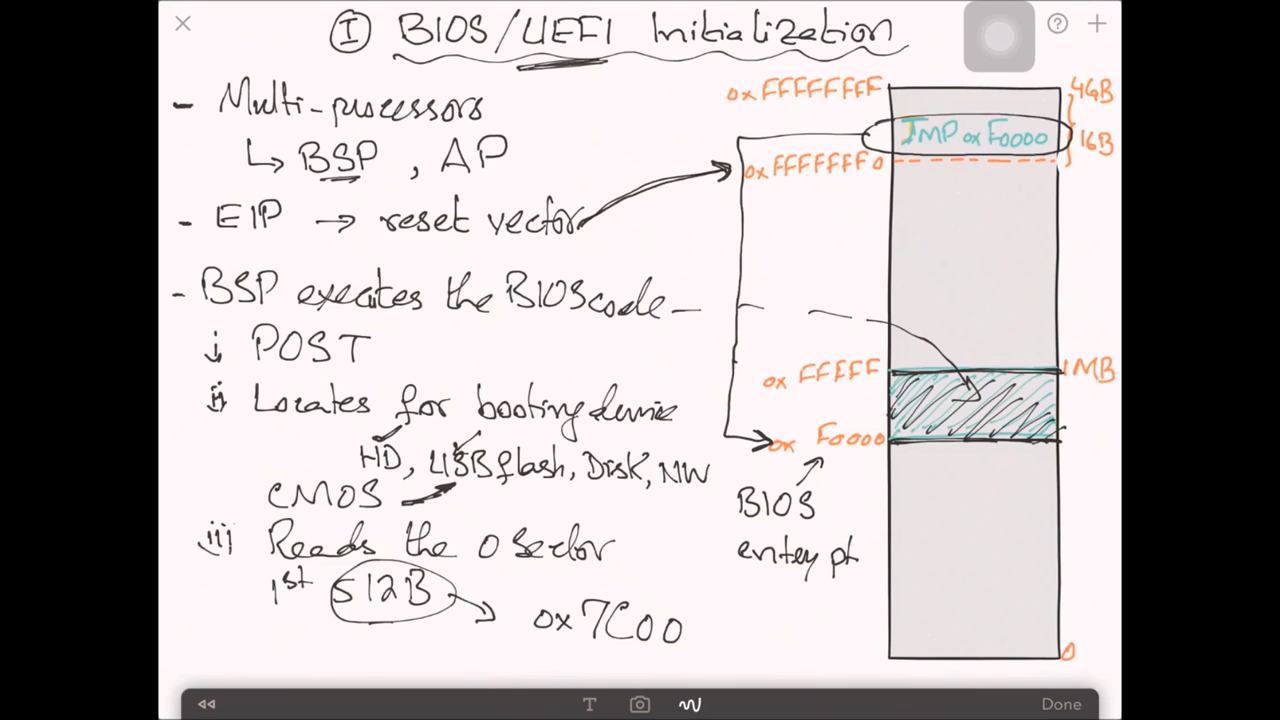 I BIOS/UEFI Initialization
- Multi-processors
↳ BSP, AP
- EIP → reset vector
- BSP executes the BIOS code
i POST
ii Locates for booting device
HD, USB flash, Disk, NW
CMOS
iii Reads the 0 sector
1st 512B → 0x7C00
0xFFFFFFFF
4GB
JMP 0xF0000
16B
0xFFFFFFF0
0xFFFFF
1MB
0xF0000
BIOS
entry pt
0
T
Done